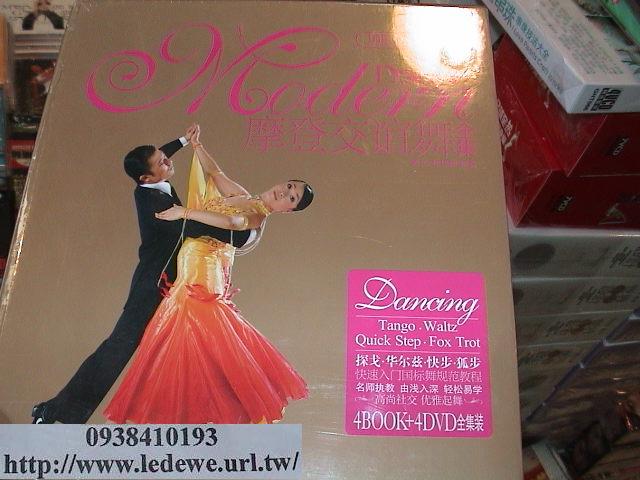 Modern
摩登交谊舞全集
Dancing
Tango · Waltz
Quick Step · Fox Trot
探戈·华尔兹·快步·狐步
快速入门国标舞规范教程
名师执教 由浅入深 轻松易学
高尚社交 优雅起舞
4BOOK+4DVD全集装
0938410193
http://www.ledewe.url.tw/